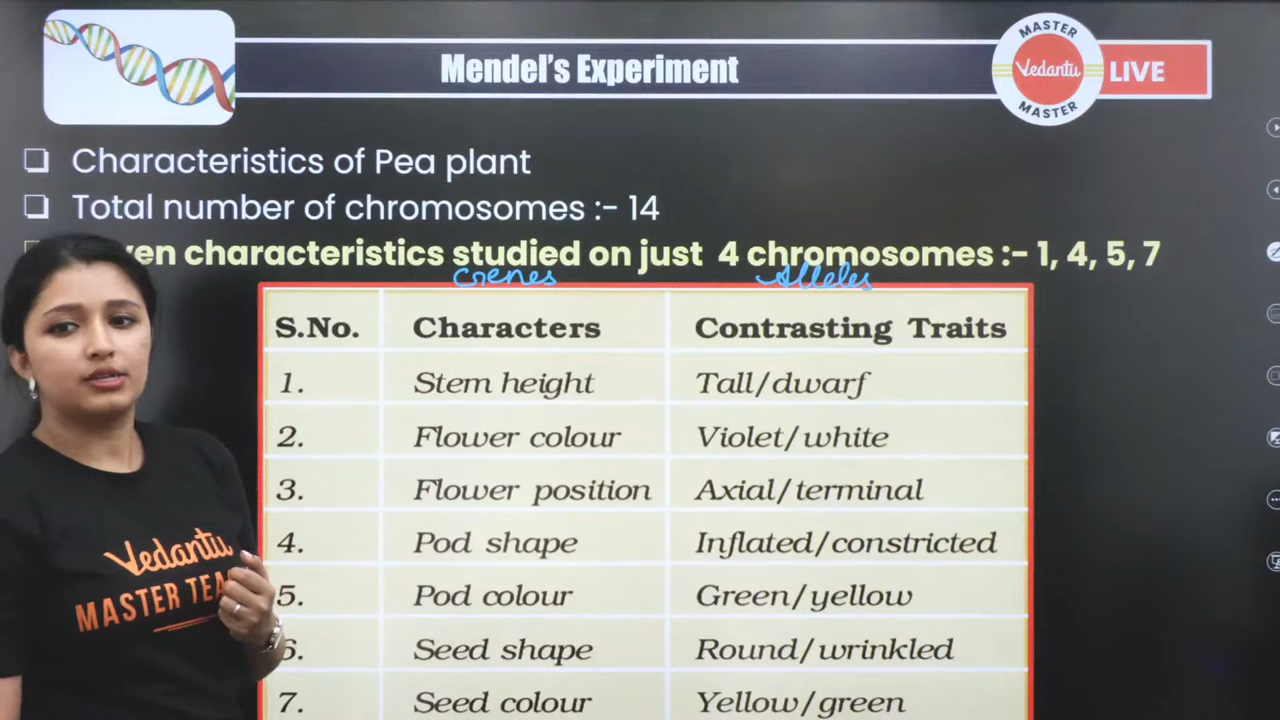 Mendel's Experiment
MASTER
Vedantu
MASTER
LIVE
❏ Characteristics of Pea plant
❏ Total number of chromosomes :- 14
ven characteristics studied on just 4 chromosomes :- 1, 4, 5, 7
Genes Alleles
S.No. Characters Contrasting Traits
1. Stem height Tall/dwarf
2. Flower colour Violet/white
3. Flower position Axial/terminal
4. Pod shape Inflated/constricted
5. Pod colour Green/yellow
6. Seed shape Round/wrinkled
7. Seed colour Yellow/green
Vedantu
MASTER TEA